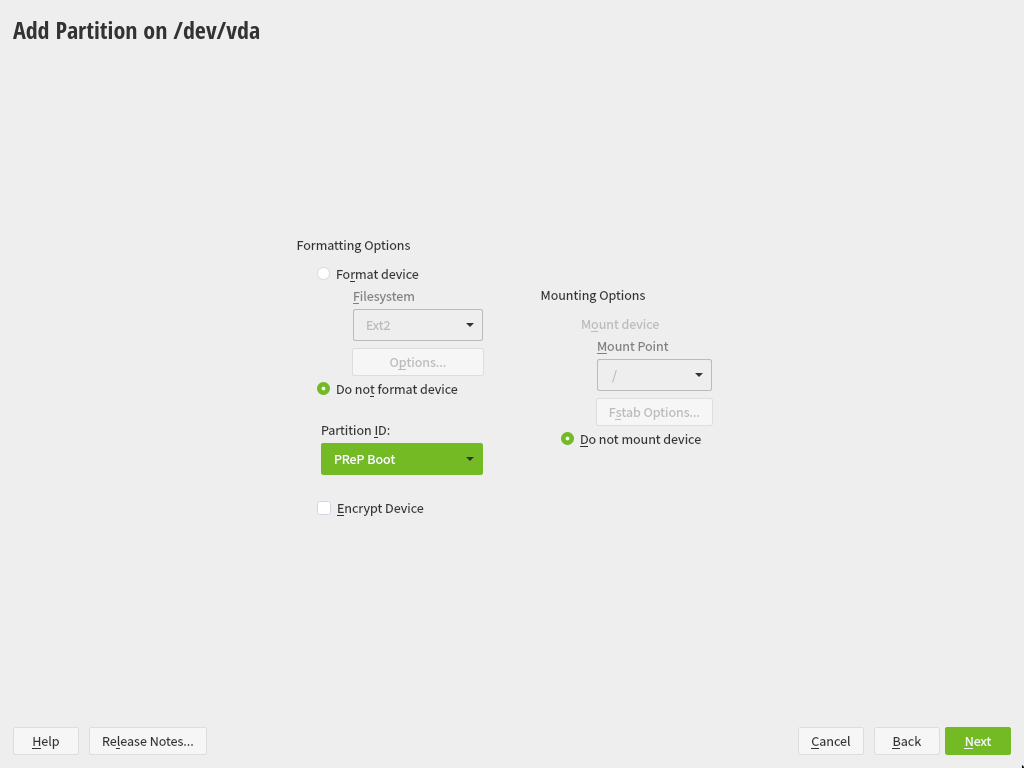 Add Partition on /dev/vda
Formatting Options
Format device
Filesystem
Ext2
Options...
Do not format device
Partition ID:
PReP Boot
Encrypt Device
Mounting Options
Mount device
Mount Point
/
Fstab Options...
Do not mount device
Help
Release Notes...
Cancel
Back
Next